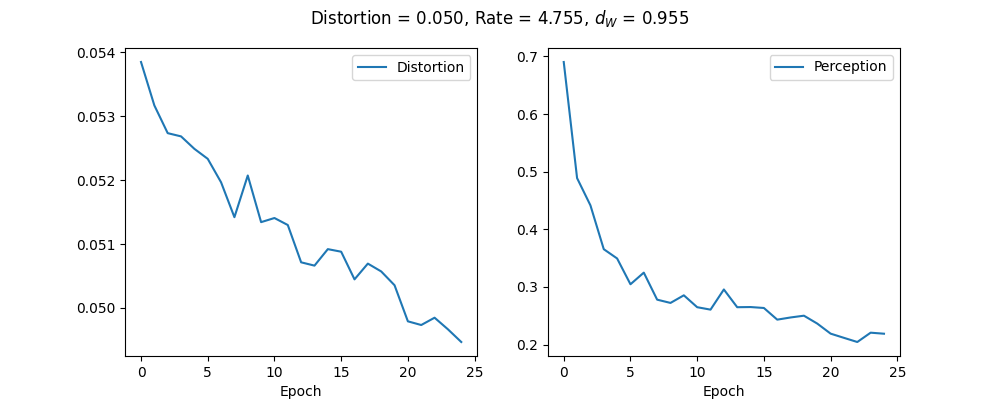 Distortion = 0.050, Rate = 4.755, d_W = 0.955
0.054
0.053
0.052
0.051
0.050
Distortion
0 5 10 15 20 25
Epoch
0.7
0.6
0.5
0.4
0.3
0.2
Perception
0 5 10 15 20 25
Epoch